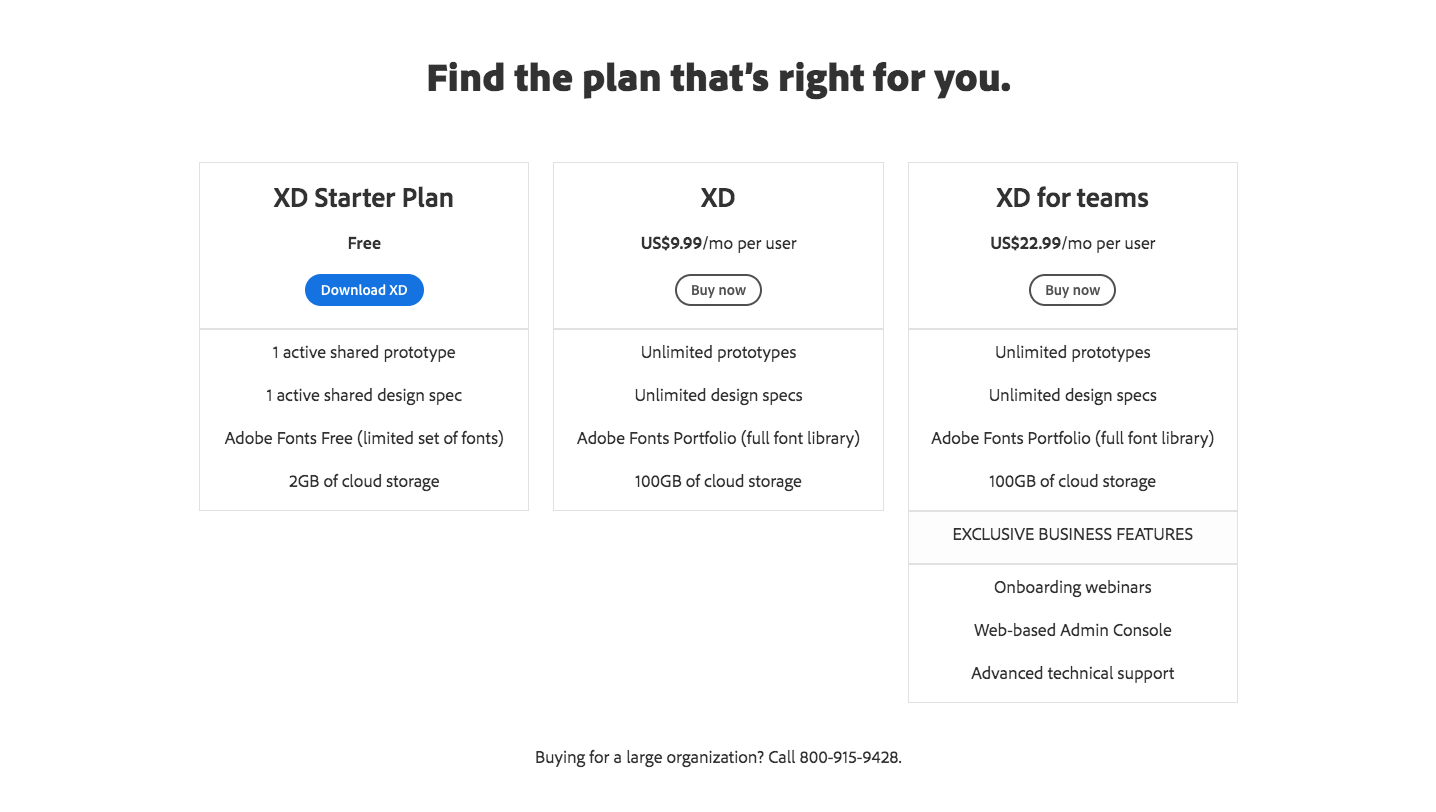 Find the plan that's right for you.
XD Starter Plan
Free
Download XD
1 active shared prototype
1 active shared design spec
Adobe Fonts Free (limited set of fonts)
2GB of cloud storage
XD
US$9.99/mo per user
Buy now
Unlimited prototypes
Unlimited design specs
Adobe Fonts Portfolio (full font library)
100GB of cloud storage
XD for teams
US$22.99/mo per user
Buy now
Unlimited prototypes
Unlimited design specs
Adobe Fonts Portfolio (full font library)
100GB of cloud storage
EXCLUSIVE BUSINESS FEATURES
Onboarding webinars
Web-based Admin Console
Advanced technical support
Buying for a large organization? Call 800-915-9428.